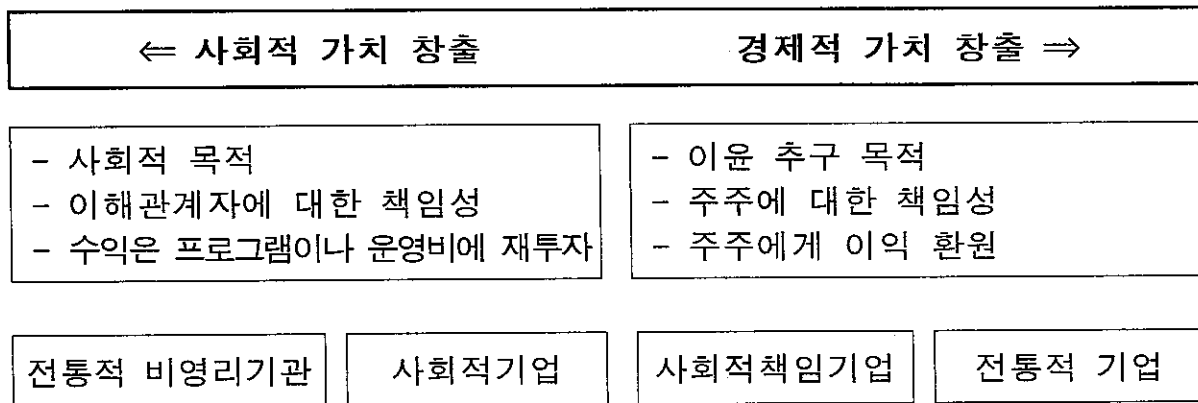 ⇐ 사회적 가치 창출 경제적 가치 창출 ⇒
- 사회적 목적
- 이해관계자에 대한 책임성
- 수익은 프로그램이나 운영비에 재투자
- 이윤 추구 목적
- 주주에 대한 책임성
- 주주에게 이익 환원
전통적 비영리기관 사회적기업 사회적책임기업 전통적 기업